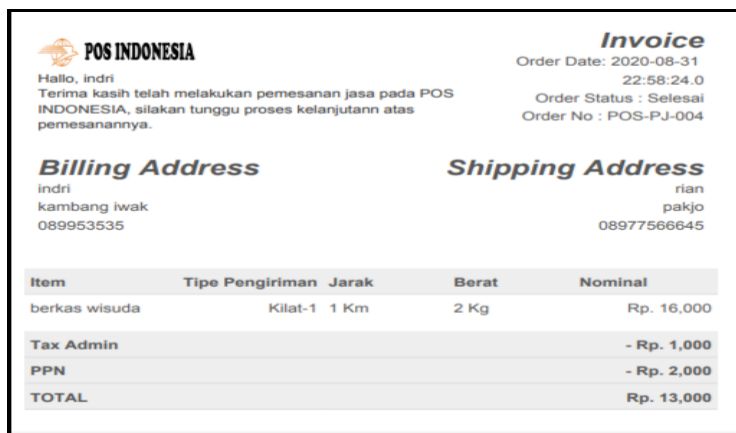 POS INDONESIA
Hallo, indri
Terima kasih telah melakukan pemesanan jasa pada POS
INDONESIA, silakan tunggu proses kelanjutann atas
pemesanannya.
Invoice
Order Date: 2020-08-31
22:58:24.0
Order Status : Selesai
Order No : POS-PJ-004
Billing Address
indri
kambang iwak
089953535
Shipping Address
rian
pakjo
08977566645
Item Tipe Pengiriman Jarak Berat Nominal
berkas wisuda Kilat-1 1 Km 2 Kg Rp. 16,000
Tax Admin - Rp. 1,000
PPN - Rp. 2,000
TOTAL Rp. 13,000